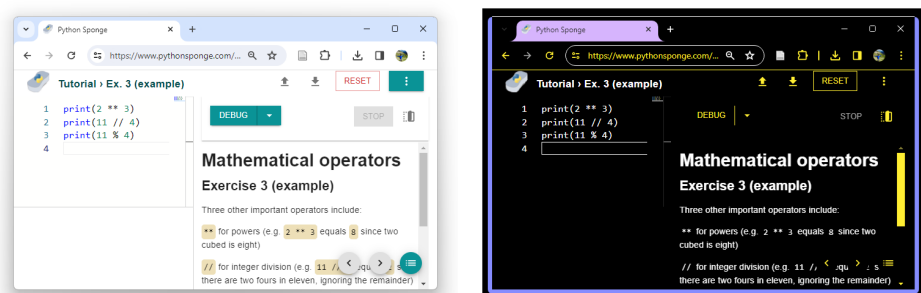 Python Sponge
https://www.pythonsponge.com/...
Tutorial › Ex. 3 (example)
RESET
1 print(2 ** 3)
2 print(11 // 4)
3 print(11 % 4)
4
DEBUG
STOP
Mathematical operators
Exercise 3 (example)
Three other important operators include:
** for powers (e.g. 2 ** 3 equals 8 since two
cubed is eight)
// for integer division (e.g. 11 //
there are two fours in eleven, ignoring the remainder)
Python Sponge
https://www.pythonsponge.com/...
Tutorial › Ex. 3 (example)
RESET
1 print(2 ** 3)
2 print(11 // 4)
3 print(11 % 4)
4
DEBUG
STOP
Mathematical operators
Exercise 3 (example)
Three other important operators include:
** for powers (e.g. 2 ** 3 equals 8 since two
cubed is eight)
// for integer division (e.g. 11 //
there are two fours in eleven, ignoring the remainder)